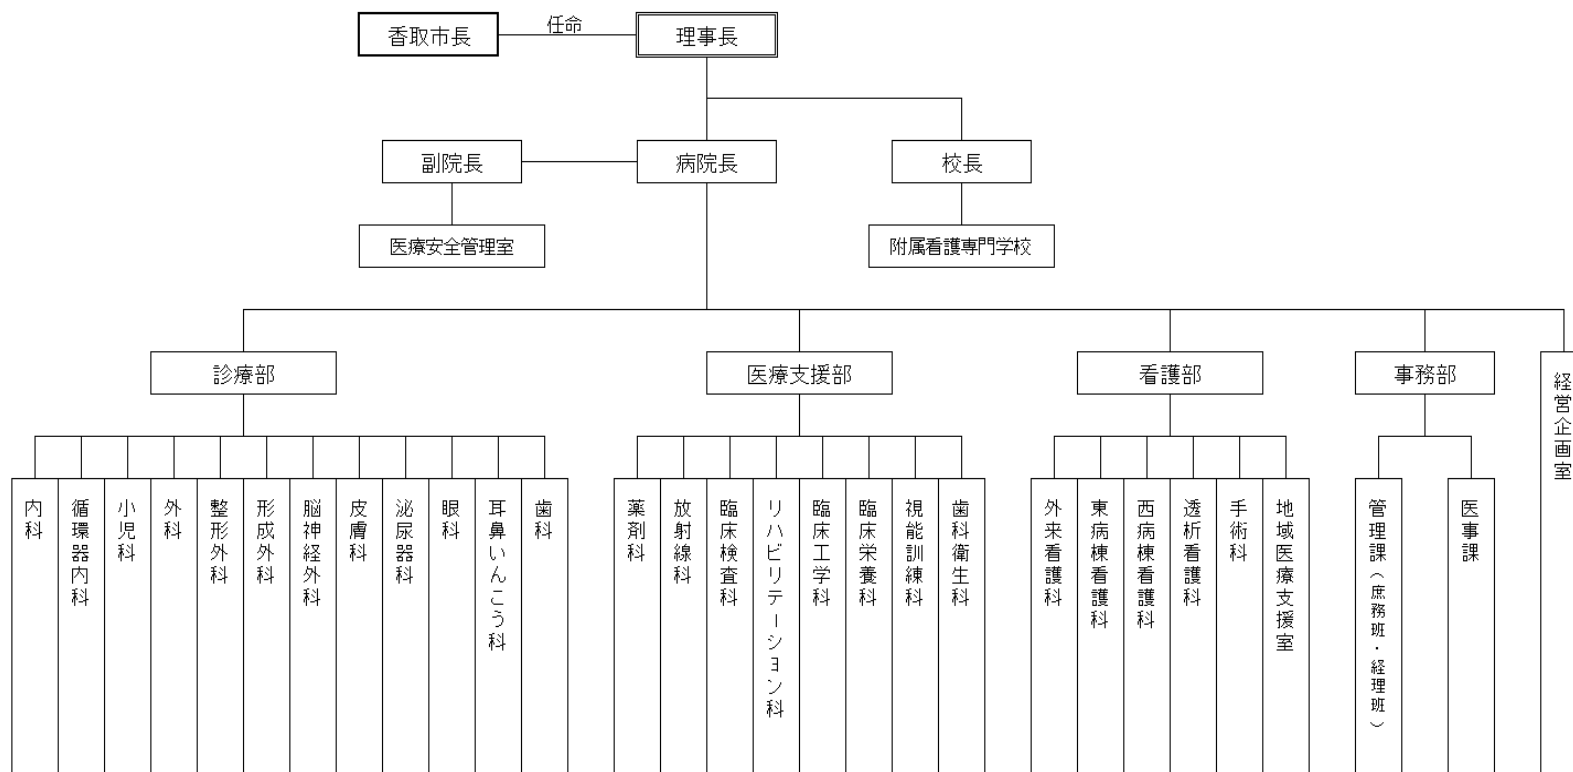 香取市長
任命
理事長
副院長
病院長
校長
医療安全管理室
附属看護専門学校
診療部
医療支援部
看護部
事務部
経営企画室
内科
循環器内科
小児科
外科
整形外科
形成外科
脳神経外科
皮膚科
泌尿器科
眼科
耳鼻いんこう科
歯科
薬剤科
放射線科
臨床検査科
リハビリテーション科
臨床工学科
臨床栄養科
視能訓練科
歯科衛生科
外来看護科
東病棟看護科
西病棟看護科
透析看護科
手術科
地域医療支援室
管理課（庶務班・経理班）
医事課